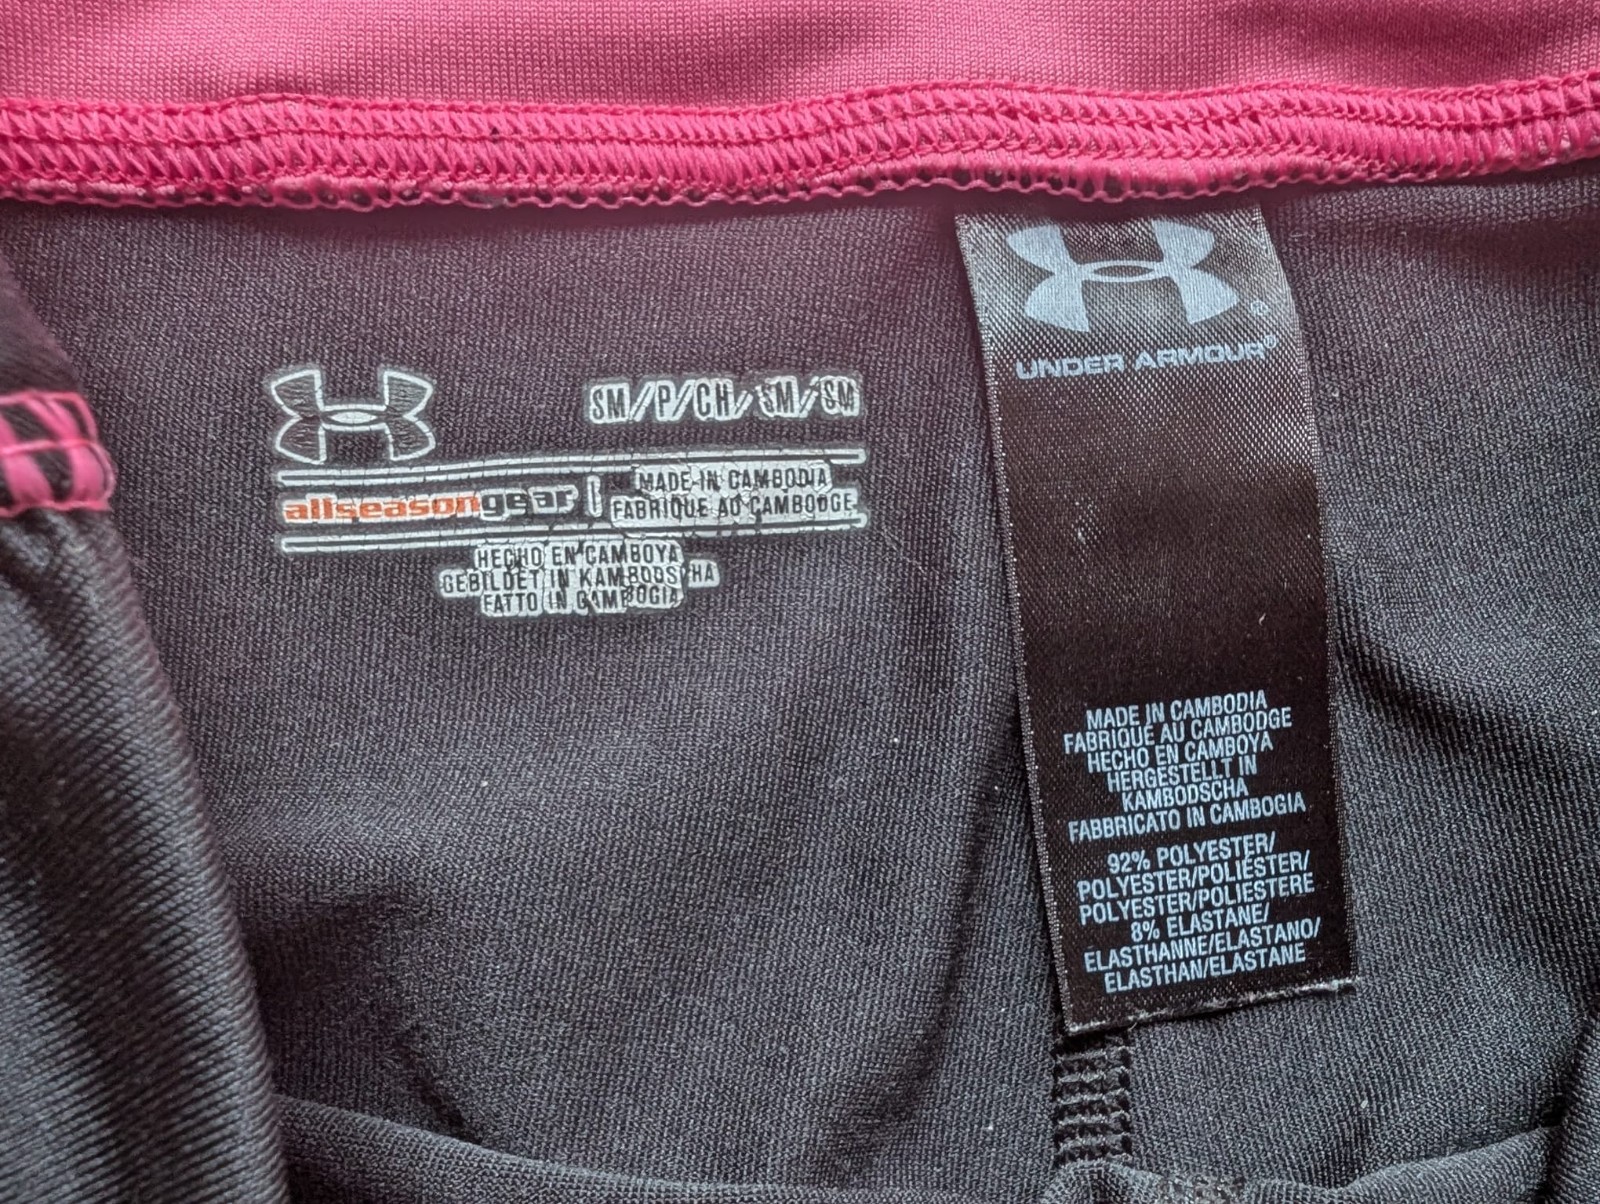 SM/P/CH/SM/SM
allseasongear
MADE IN CAMBODIA
FABRIQUE AU CAMBODGE
HECHO EN CAMBOYA
GEBILDET IN KAMBODSCHA
FATTO IN CAMBOGIA
UNDER ARMOUR®
MADE IN CAMBODIA
FABRIQUE AU CAMBODGE
HECHO EN CAMBOYA
HERGESTELLT IN
KAMBODSCHA
FABBRICATO IN CAMBOGIA
92% POLYESTER/
POLYESTER/POLIÉSTER/
POLYESTER/POLIESTERE
8% ELASTANE/
ELASTHANNE/ELASTANO/
ELASTHAN/ELASTANE